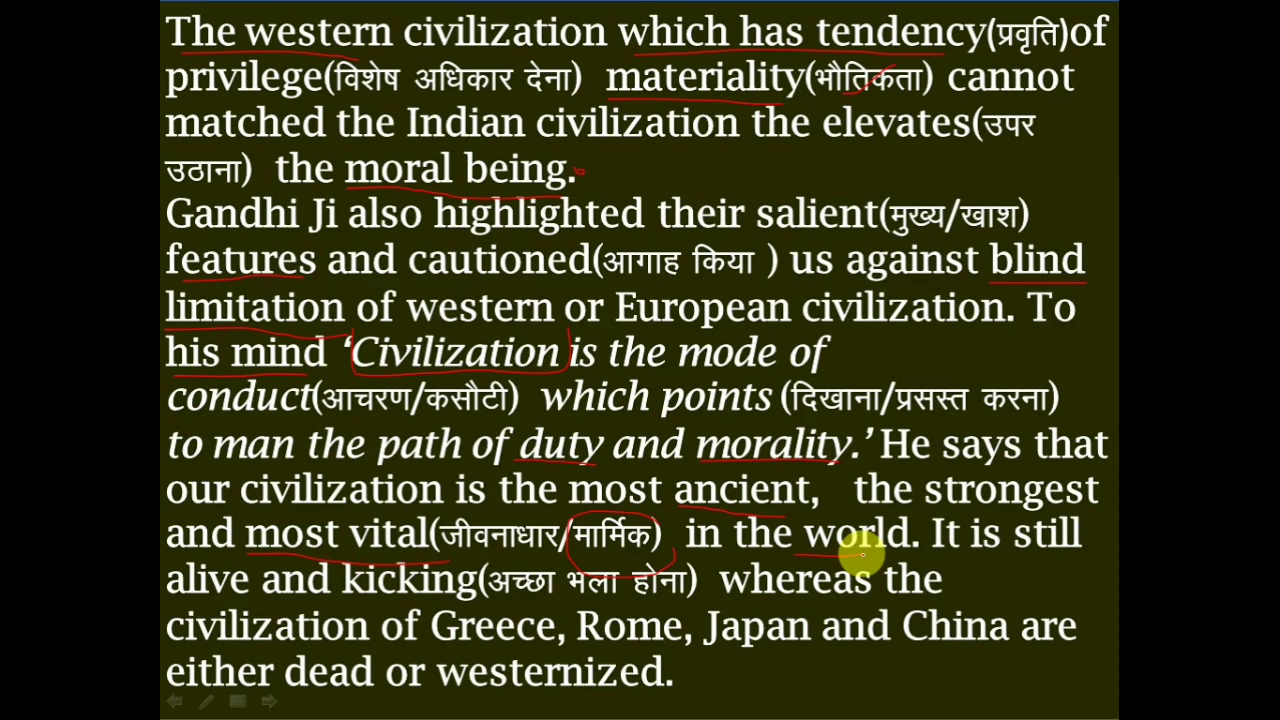 The western civilization which has tendency(प्रवृति)of
privilege(विशेष अधिकार देना) materiality(भौतिकता) cannot
matched the Indian civilization the elevates(उपर
उठाना) the moral being.
Gandhi Ji also highlighted their salient(मुख्य/खाश)
features and cautioned(आगाह किया ) us against blind
limitation of western or European civilization. To
his mind ‘Civilization is the mode of
conduct(आचरण/कसौटी) which points (दिखाना/प्रसस्त करना)
to man the path of duty and morality.’ He says that
our civilization is the most ancient, the strongest
and most vital(जीवनाधार/मार्मिक) in the world. It is still
alive and kicking(अच्छा भला होना) whereas the
civilization of Greece, Rome, Japan and China are
either dead or westernized.